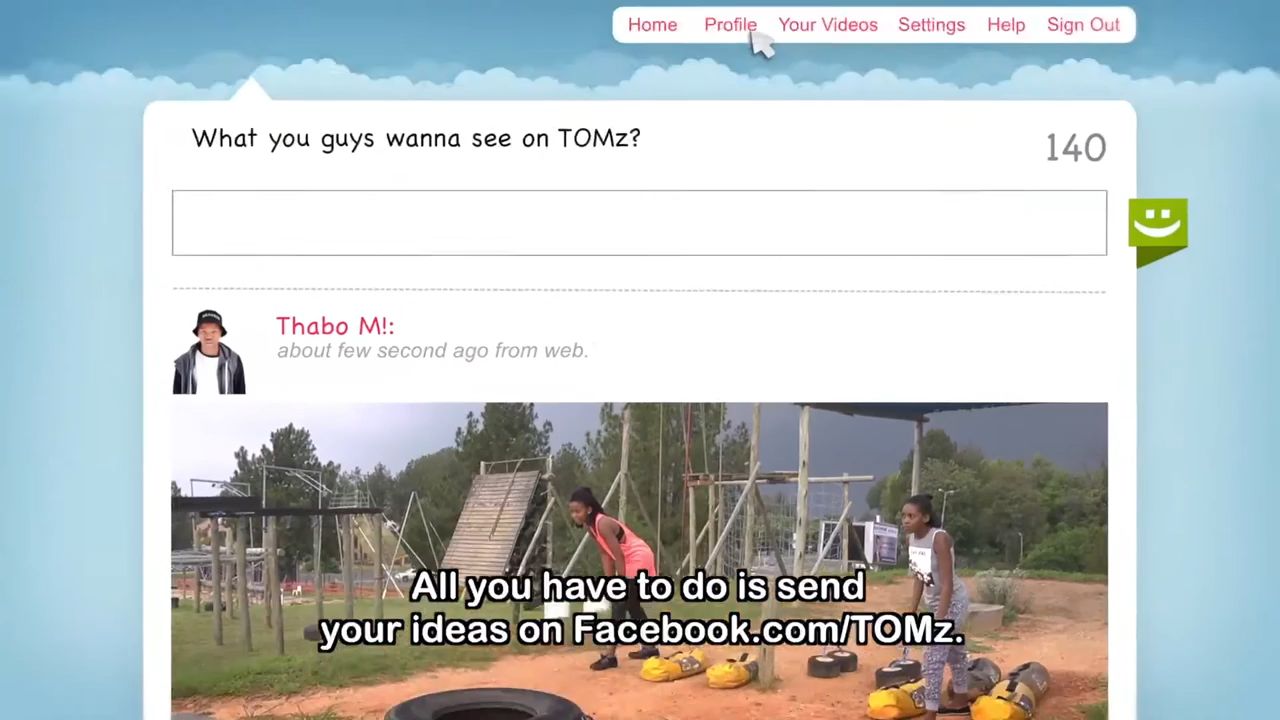 Home Profile Your Videos Settings Help Sign Out
What you guys wanna see on TOMz?
140
Thabo M!:
about few second ago from web.
All you have to do is send
your ideas on Facebook.com/TOMz.